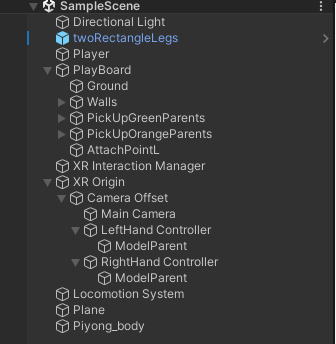 SampleScene
Directional Light
twoRectangleLegs
Player
PlayBoard
Ground
Walls
PickUpGreenParents
PickUpOrangeParents
AttachPointL
XR Interaction Manager
XR Origin
Camera Offset
Main Camera
LeftHand Controller
ModelParent
RightHand Controller
ModelParent
Locomotion System
Plane
Piyong_body